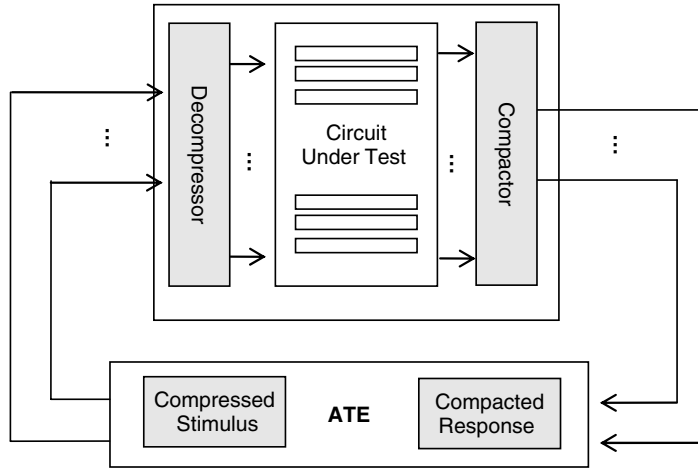 Decompressor
Circuit
Under Test
Compactor
...
...
...
...
Compressed
Stimulus
ATE
Compacted
Response